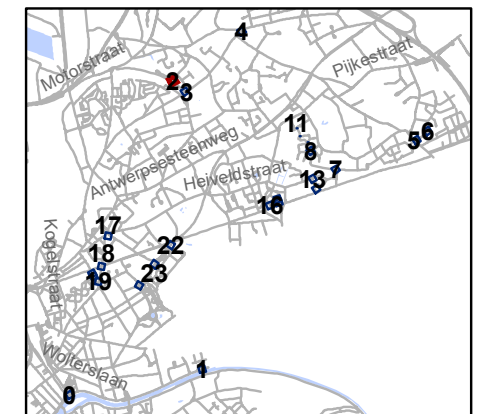 4
Motorstraat
Pijkestraat
2
3
11
6
5
Antwerpsesteenweg
8
Heiveldstraat
7
13
16
17
Kogelstraat
22
18
19
23
Wolterslaan
1
0